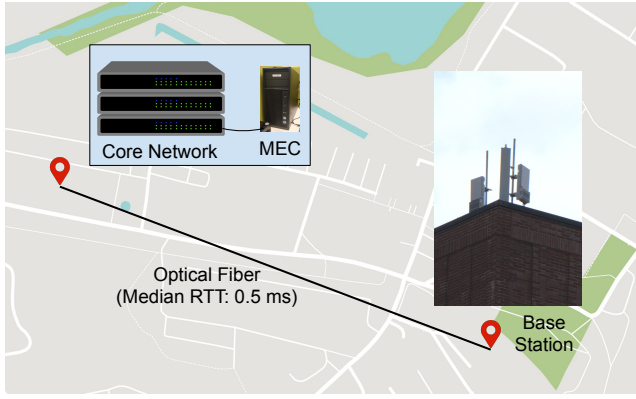 Core Network
MEC
Optical Fiber
(Median RTT: 0.5 ms)
Base
Station